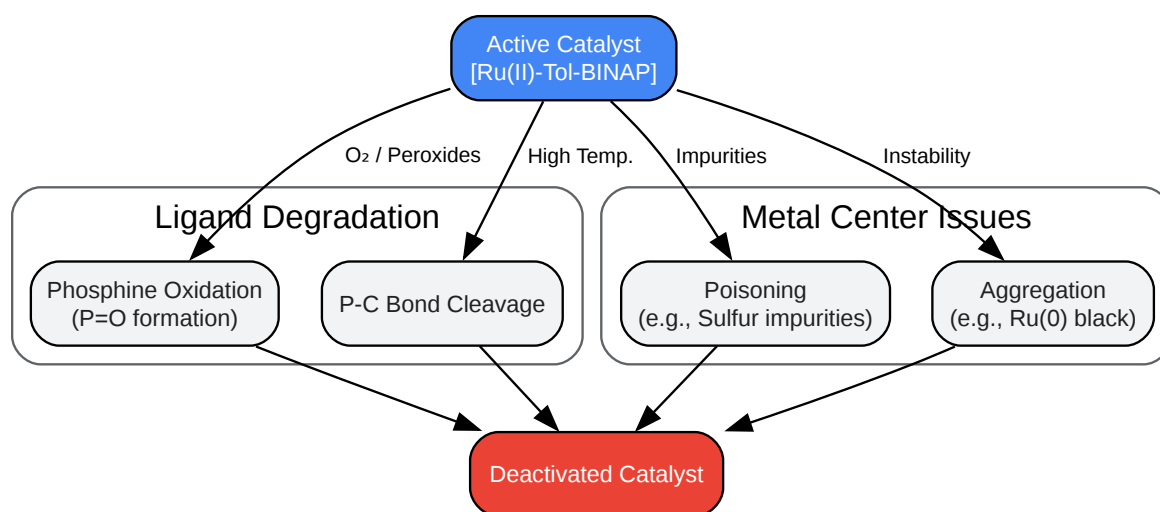 Active Catalyst
[Ru(II)-Tol-BINAP]
O₂ / Peroxides
High Temp.
Impurities
Instability
Ligand Degradation
Metal Center Issues
Phosphine Oxidation
(P=O formation)
P-C Bond Cleavage
Poisoning
(e.g., Sulfur impurities)
Aggregation
(e.g., Ru(0) black)
Deactivated Catalyst